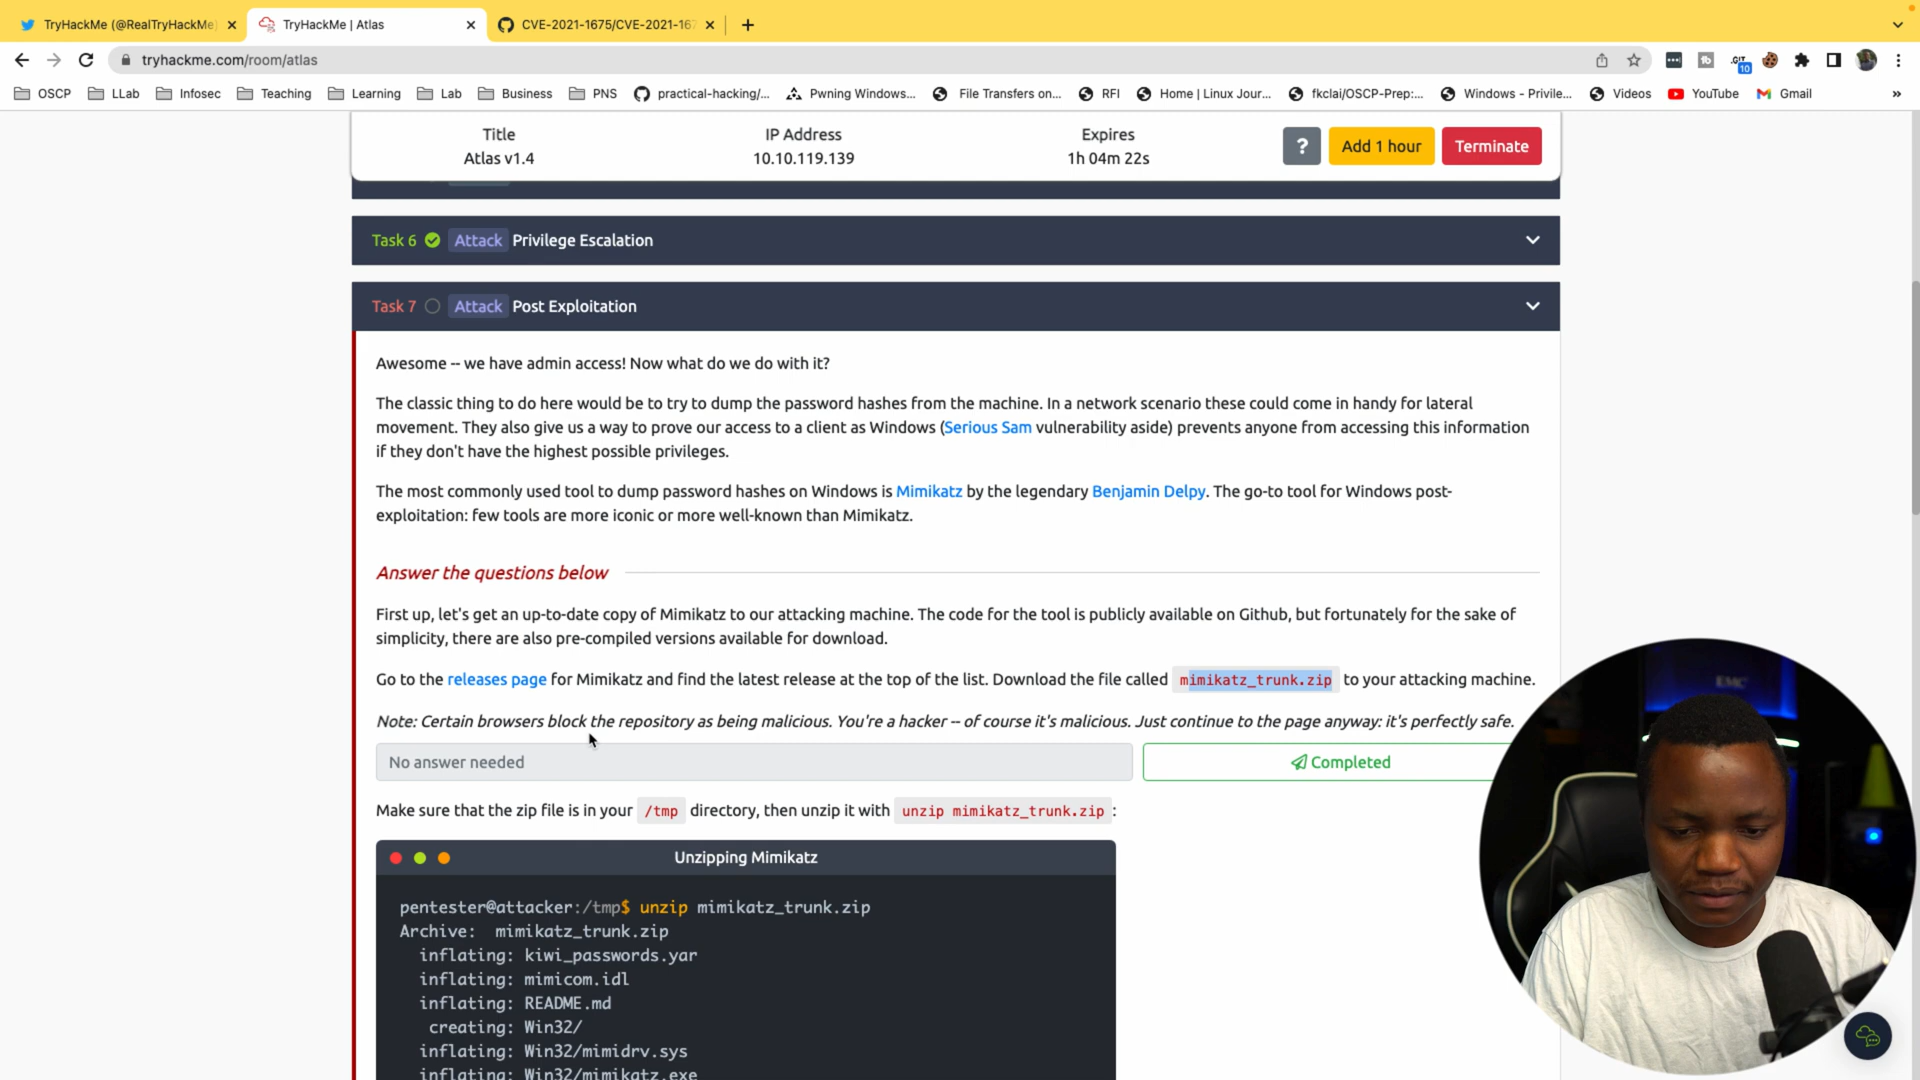 TryHackMe (@RealTryHackMe
TryHackMe | Atlas
CVE-2021-1675/CVE-2021-167
tryhackme.com/room/atlas
10
OSCP
LLab
Infosec
Teaching
Learning
Lab
Business
PNS
practical-hacking/...
Pwning Windows...
File Transfers on...
RFI
Home | Linux Jour...
fkclai/OSCP-Prep:...
Windows - Privile...
Videos
YouTube
Gmail
»
Title
IP Address
Expires
Atlas v1.4
10.10.119.139
1h 04m 22s
?
Add 1 hour
Terminate
Task 6 Attack Privilege Escalation
Task 7 Attack Post Exploitation
Awesome -- we have admin access! Now what do we do with it?
The classic thing to do here would be to try to dump the password hashes from the machine. In a network scenario these could come in handy for lateral
movement. They also give us a way to prove our access to a client as Windows (Serious Sam vulnerability aside) prevents anyone from accessing this information
if they don't have the highest possible privileges.
The most commonly used tool to dump password hashes on Windows is Mimikatz by the legendary Benjamin Delpy. The go-to tool for Windows post-
exploitation: few tools are more iconic or more well-known than Mimikatz.
Answer the questions below
First up, let's get an up-to-date copy of Mimikatz to our attacking machine. The code for the tool is publicly available on Github, but fortunately for the sake of
simplicity, there are also pre-compiled versions available for download.
Go to the releases page for Mimikatz and find the latest release at the top of the list. Download the file called mimikatz_trunk.zip to your attacking machine.
Note: Certain browsers block the repository as being malicious. You're a hacker -- of course it's malicious. Just continue to the page anyway: it's perfectly safe.
No answer needed
Completed
Make sure that the zip file is in your /tmp directory, then unzip it with unzip mimikatz_trunk.zip :
Unzipping Mimikatz
pentester@attacker:/tmp$ unzip mimikatz_trunk.zip
Archive: mimikatz_trunk.zip
inflating: kiwi_passwords.yar
inflating: mimicom.idl
inflating: README.md
creating: Win32/
inflating: Win32/mimidrv.sys
inflating: Win32/mimikatz.exe